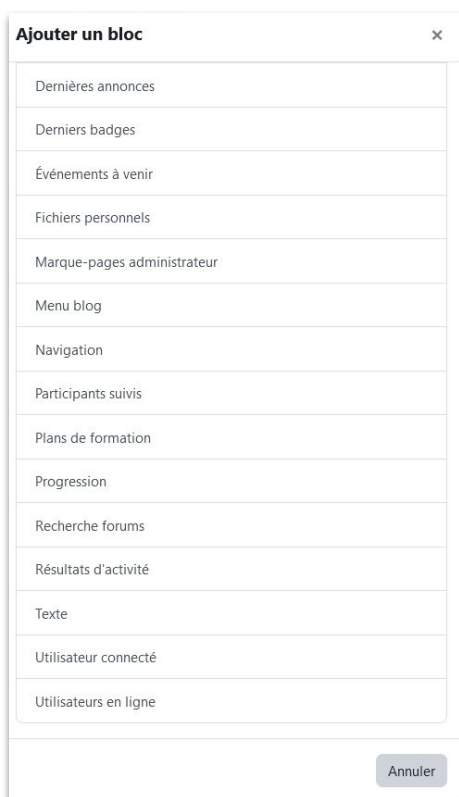 Ajouter un bloc ×
Dernières annonces
Derniers badges
Événements à venir
Fichiers personnels
Marque-pages administrateur
Menu blog
Navigation
Participants suivis
Plans de formation
Progression
Recherche forums
Résultats d'activité
Texte
Utilisateur connecté
Utilisateurs en ligne
Annuler